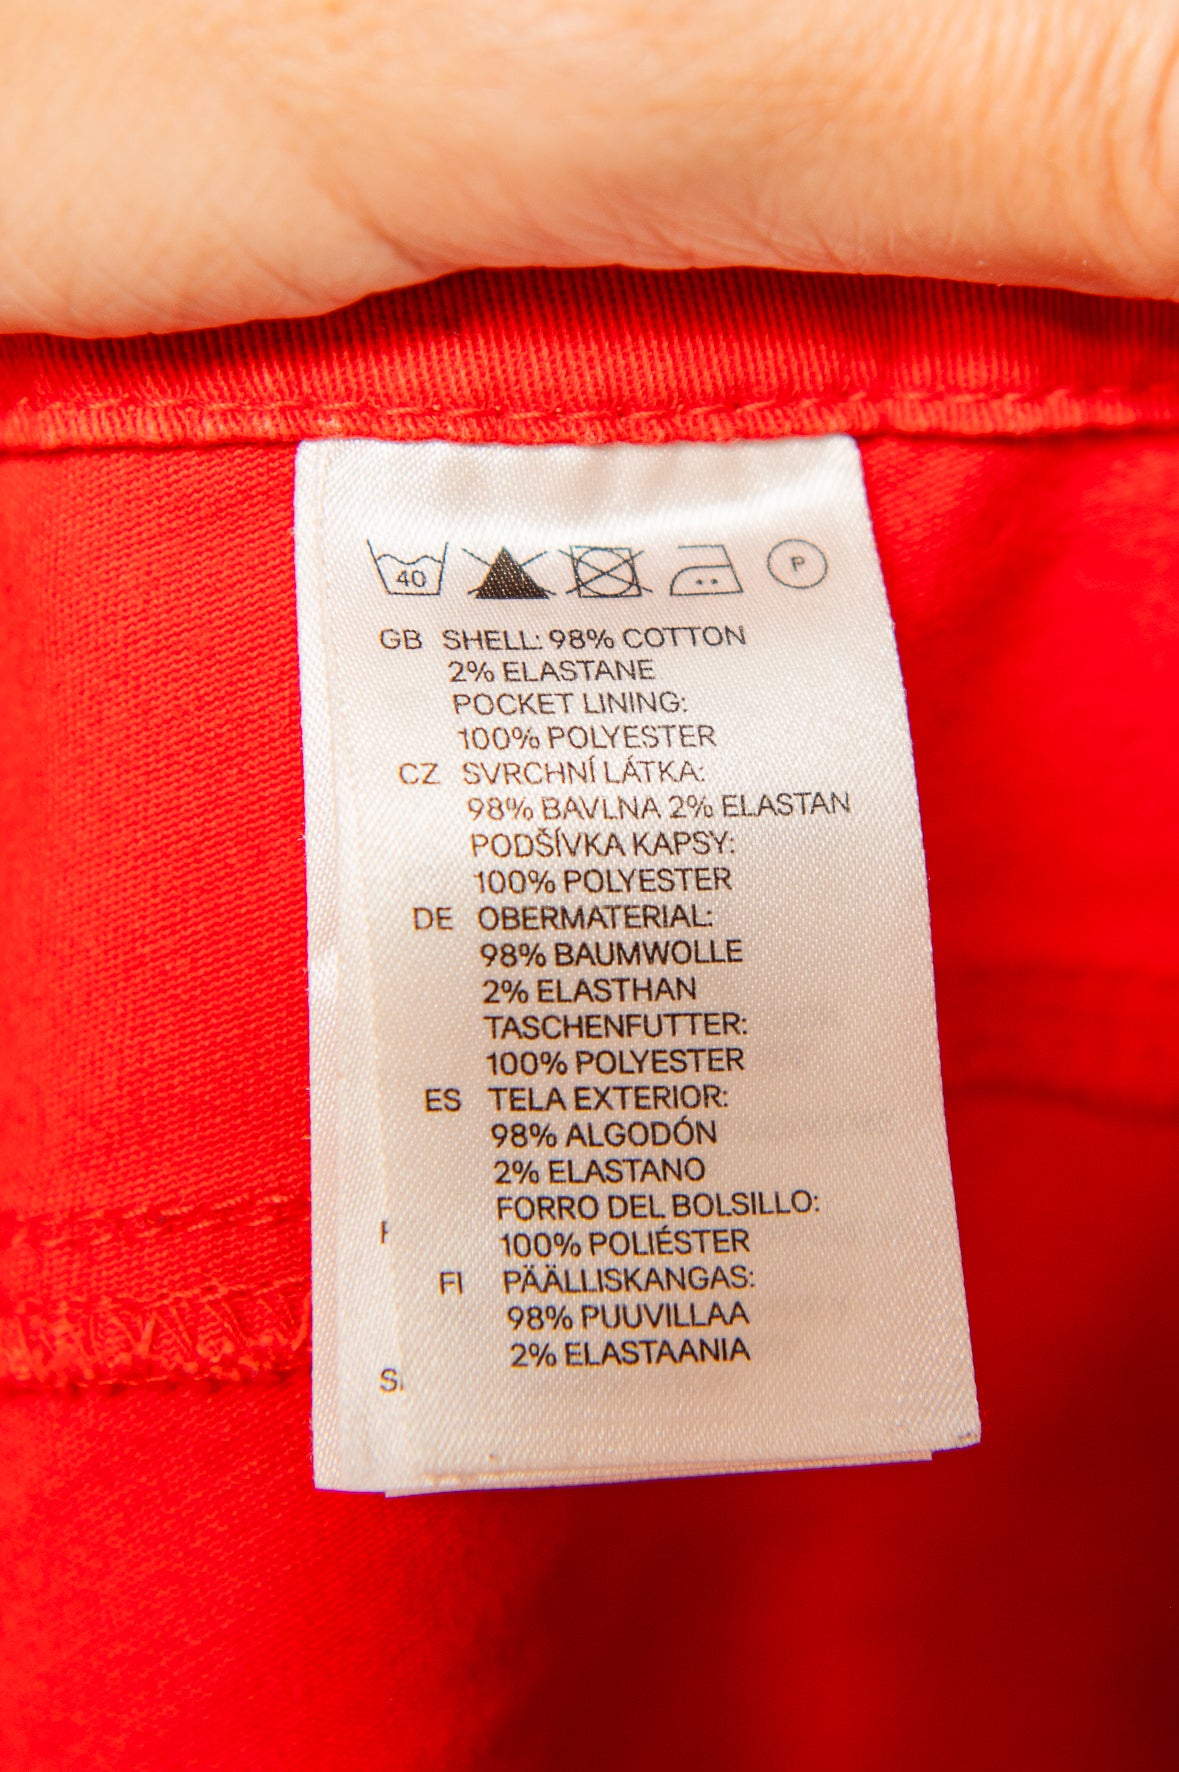 40 P
GB SHELL: 98% COTTON
2% ELASTANE
POCKET LINING:
100% POLYESTER
CZ SVRCHNÍ LÁTKA:
98% BAVLNA 2% ELASTAN
PODŠÍVKA KAPSY:
100% POLYESTER
DE OBERMATERIAL:
98% BAUMWOLLE
2% ELASTHAN
TASCHENFUTTER:
100% POLYESTER
ES TELA EXTERIOR:
98% ALGODÓN
2% ELASTANO
FORRO DEL BOLSILLO:
100% POLIÉSTER
FI PÄÄLLISKANGAS:
98% PUUVILLAA
2% ELASTAANIA